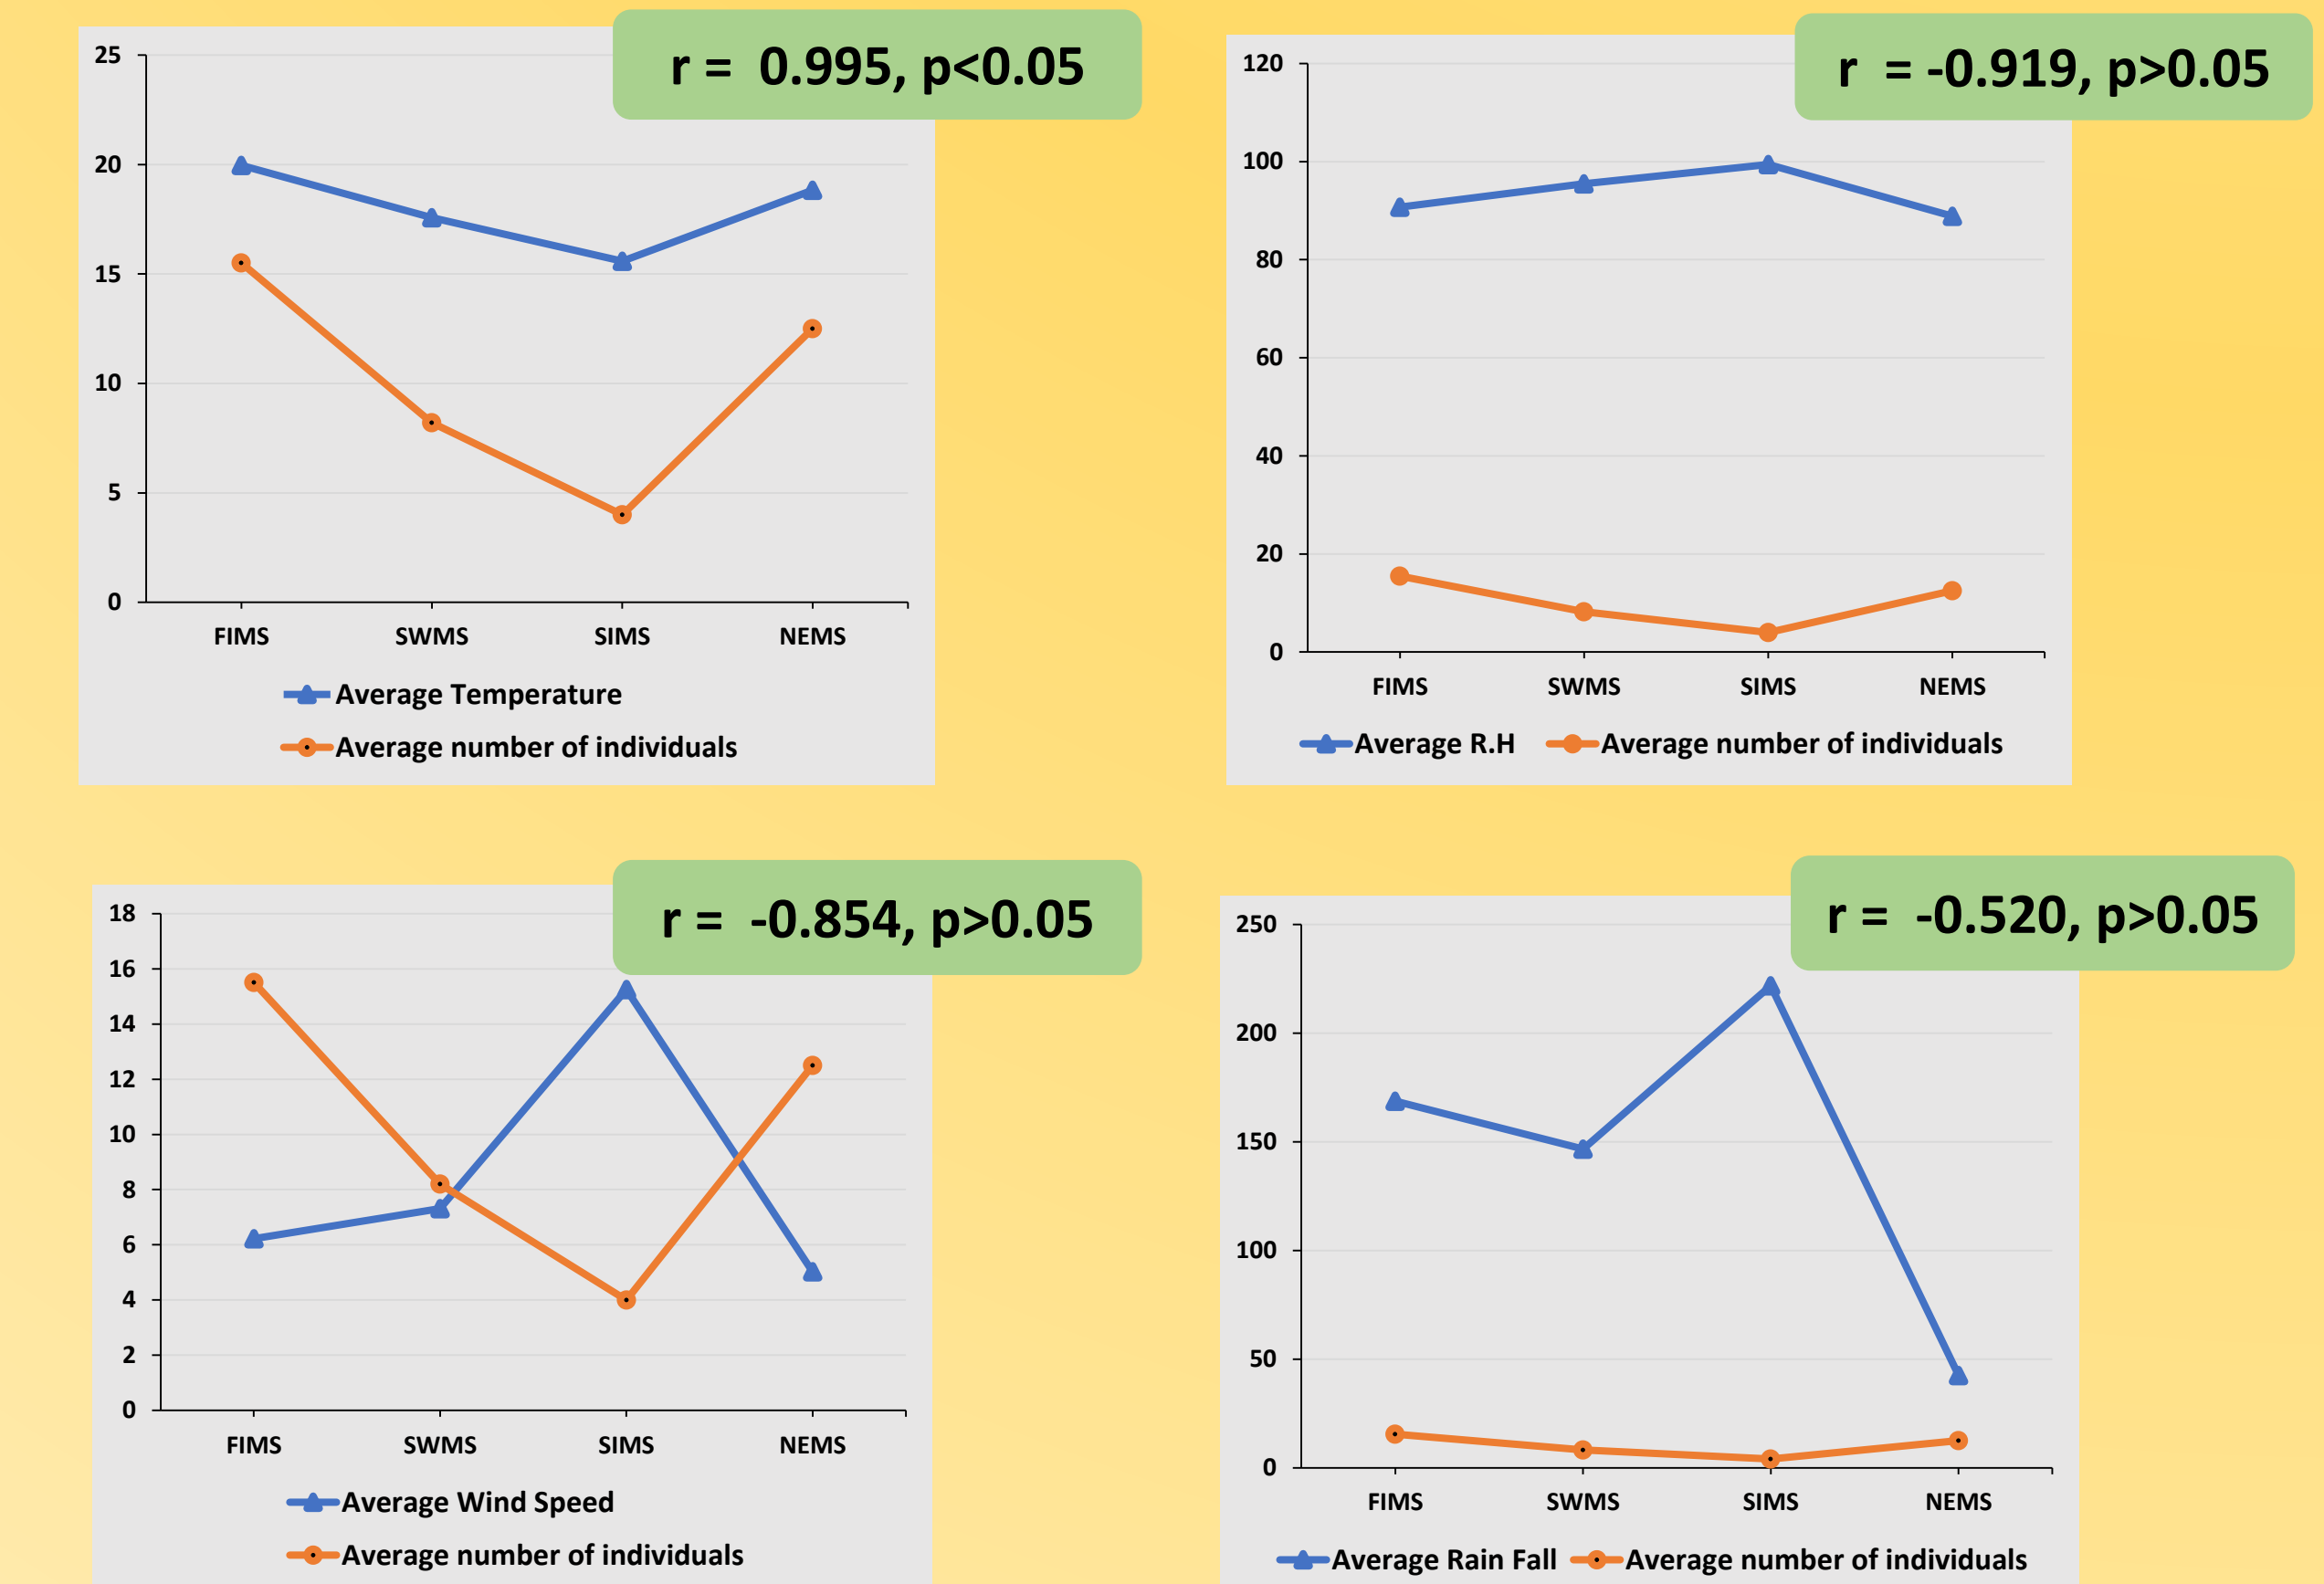 r =  0.995, p<0.05
25
20
15
10
5
0
FIMS SWMS SIMS NEMS
Average Temperature
Average number of individuals
r  = -0.919, p>0.05
120
100
80
60
40
20
0
FIMS SWMS SIMS NEMS
Average R.H Average number of individuals
r =  -0.854, p>0.05
18
16
14
12
10
8
6
4
2
0
FIMS SWMS SIMS NEMS
Average Wind Speed
Average number of individuals
r =  -0.520, p>0.05
250
200
150
100
50
0
FIMS SWMS SIMS NEMS
Average Rain Fall Average number of individuals